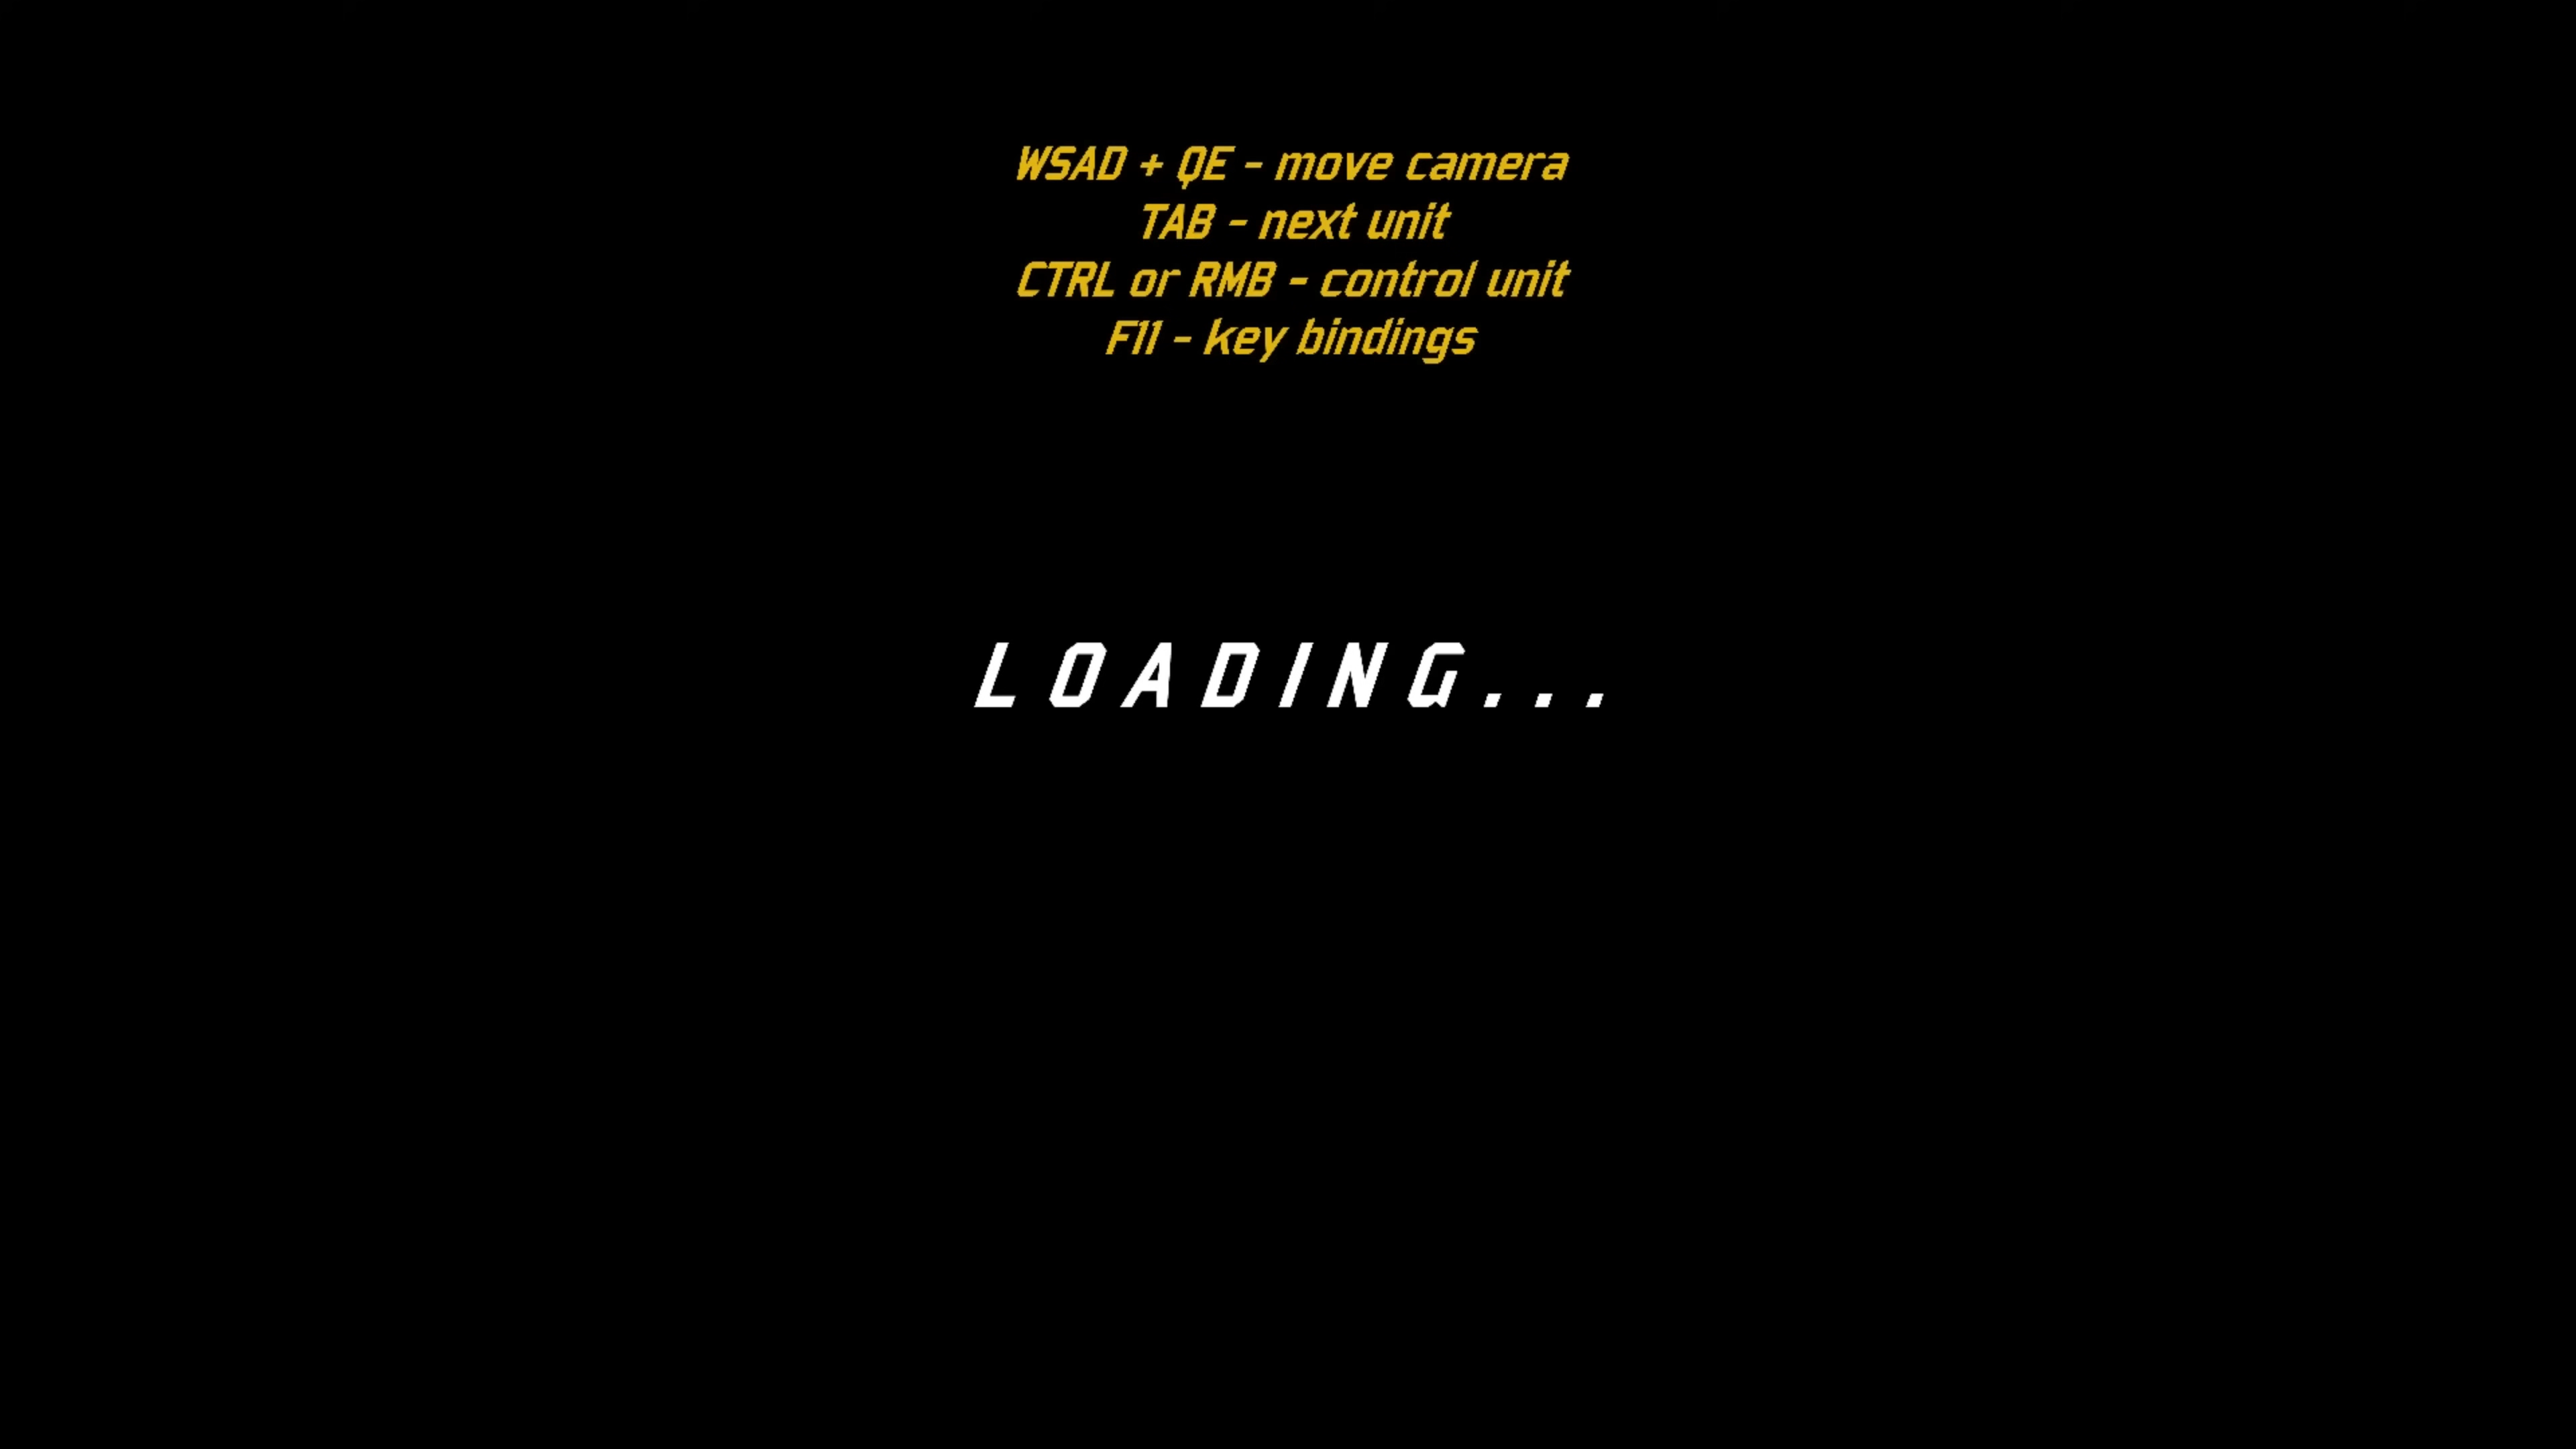 WSAD + QE - move camera
TAB - next unit
CTRL or RMB - control unit
F11 - key bindings
LOADING...